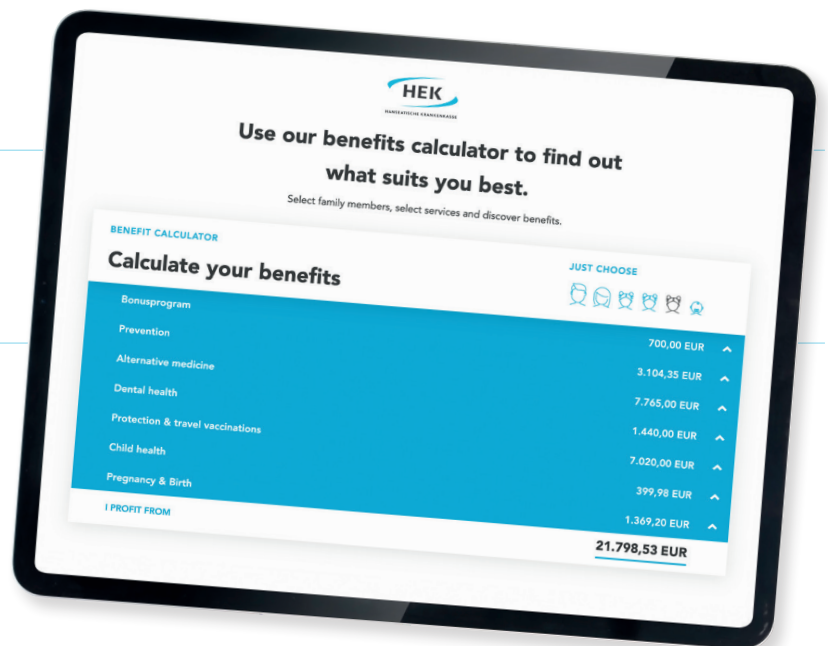 HEK
HANSEATISCHE KRANKENKASSE
Use our benefits calculator to find out
what suits you best.
Select family members, select services and discover benefits.
BENEFIT CALCULATOR
JUST CHOOSE
Calculate your benefits
Bonusprogram 700,00 EUR
Prevention 3.104,35 EUR
Alternative medicine 7.765,00 EUR
Dental health 1.440,00 EUR
Protection & travel vaccinations 7.020,00 EUR
Child health 399,98 EUR
Pregnancy & Birth 1.369,20 EUR
I PROFIT FROM 21.798,53 EUR